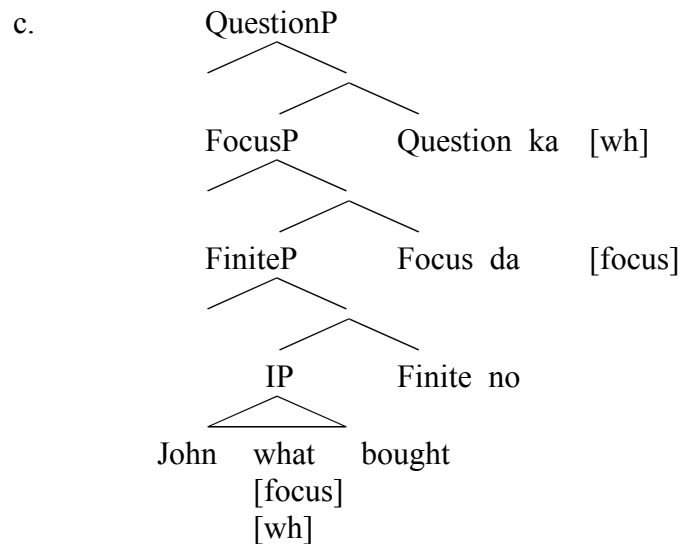 c. QuestionP
FocusP Question ka [wh]
FiniteP Focus da [focus]
IP Finite no
John what bought
[focus]
[wh]